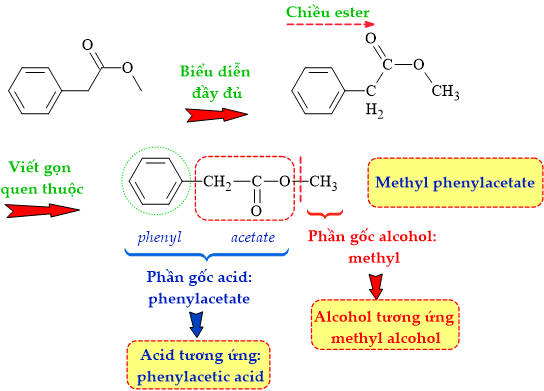 Chiều ester
O
O
Biểu diễn
đầy đủ
O
C
O
C
H2
CH3
Viết gọn
quen thuộc
CH2
C
O
CH3
O
Methyl phenylacetate
phenyl
acetate
Phần gốc acid:
phenylacetate
Phần gốc alcohol:
methyl
Acid tương ứng:
phenylacetic acid
Alcohol tương ứng
methyl alcohol